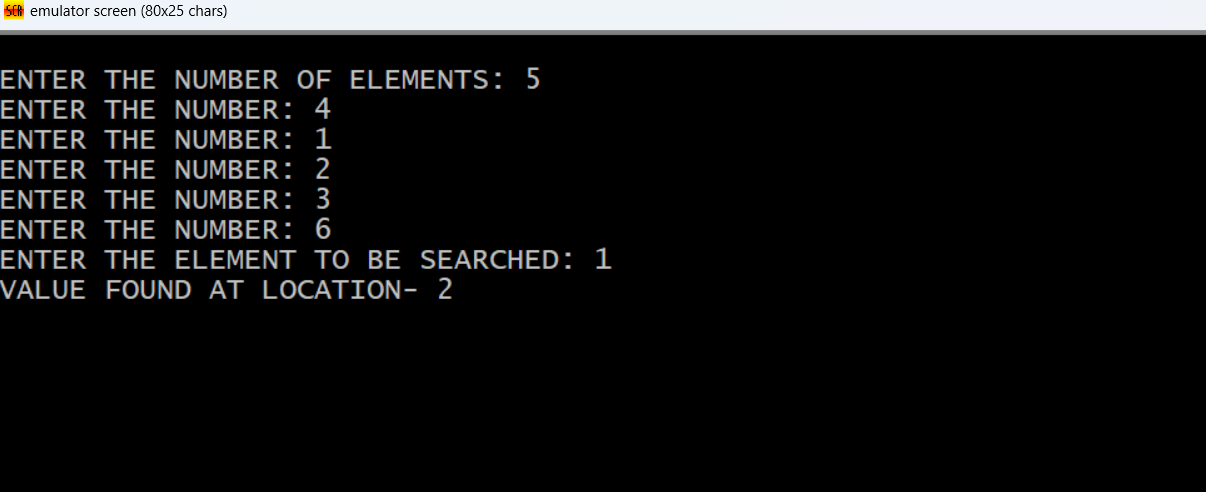 SCR emulator screen (80x25 chars)
ENTER THE NUMBER OF ELEMENTS: 5
ENTER THE NUMBER: 4
ENTER THE NUMBER: 1
ENTER THE NUMBER: 2
ENTER THE NUMBER: 3
ENTER THE NUMBER: 6
ENTER THE ELEMENT TO BE SEARCHED: 1
VALUE FOUND AT LOCATION- 2